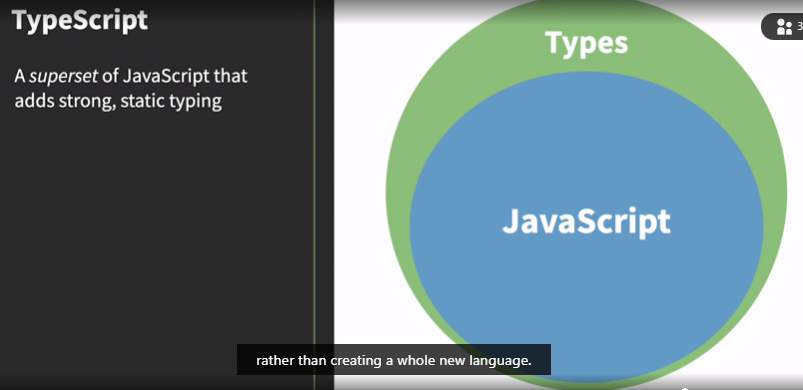 TypeScript
A superset of JavaScript that
adds strong, static typing
Types
3
JavaScript
rather than creating a whole new language.